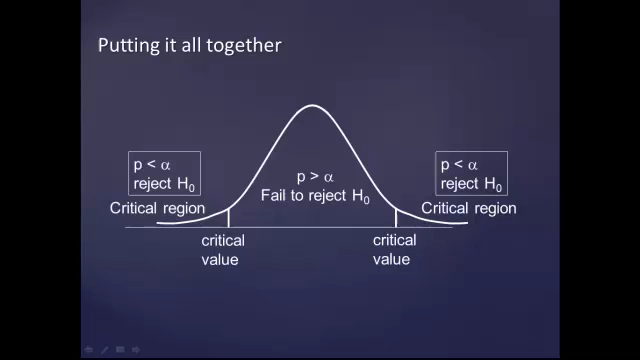 Putting it all together
p < α
reject H₀
Critical region
p > α
Fail to reject H₀
p < α
reject H₀
Critical region
critical
value
critical
value